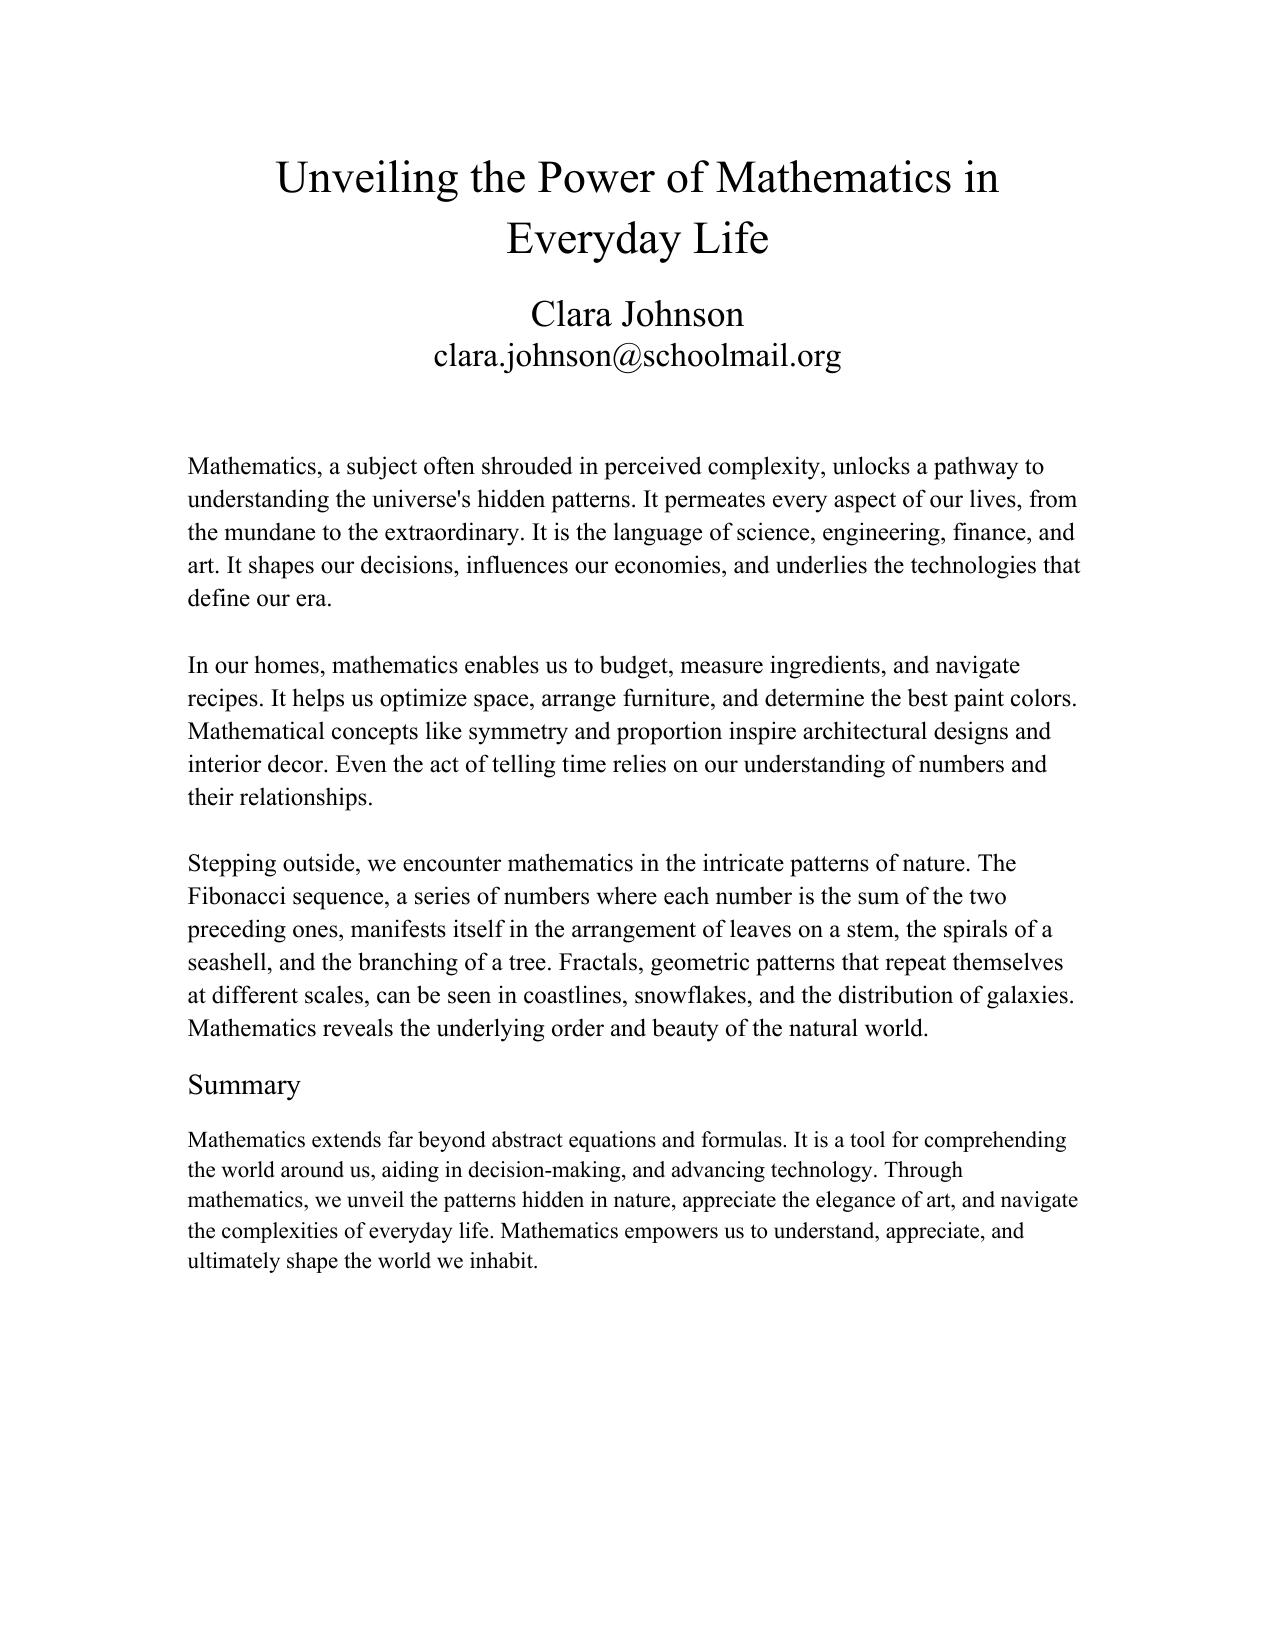 Unveiling the Power of Mathematics in
Everyday Life
Clara Johnson
clara.johnson@schoolmail.org
Mathematics, a subject often shrouded in perceived complexity, unlocks a pathway to
understanding the universe's hidden patterns. It permeates every aspect of our lives, from
the mundane to the extraordinary. It is the language of science, engineering, finance, and
art. It shapes our decisions, influences our economies, and underlies the technologies that
define our era.
In our homes, mathematics enables us to budget, measure ingredients, and navigate
recipes. It helps us optimize space, arrange furniture, and determine the best paint colors.
Mathematical concepts like symmetry and proportion inspire architectural designs and
interior decor. Even the act of telling time relies on our understanding of numbers and
their relationships.
Stepping outside, we encounter mathematics in the intricate patterns of nature. The
Fibonacci sequence, a series of numbers where each number is the sum of the two
preceding ones, manifests itself in the arrangement of leaves on a stem, the spirals of a
seashell, and the branching of a tree. Fractals, geometric patterns that repeat themselves
at different scales, can be seen in coastlines, snowflakes, and the distribution of galaxies.
Mathematics reveals the underlying order and beauty of the natural world.
Summary
Mathematics extends far beyond abstract equations and formulas. It is a tool for comprehending
the world around us, aiding in decision-making, and advancing technology. Through
mathematics, we unveil the patterns hidden in nature, appreciate the elegance of art, and navigate
the complexities of everyday life. Mathematics empowers us to understand, appreciate, and
ultimately shape the world we inhabit.